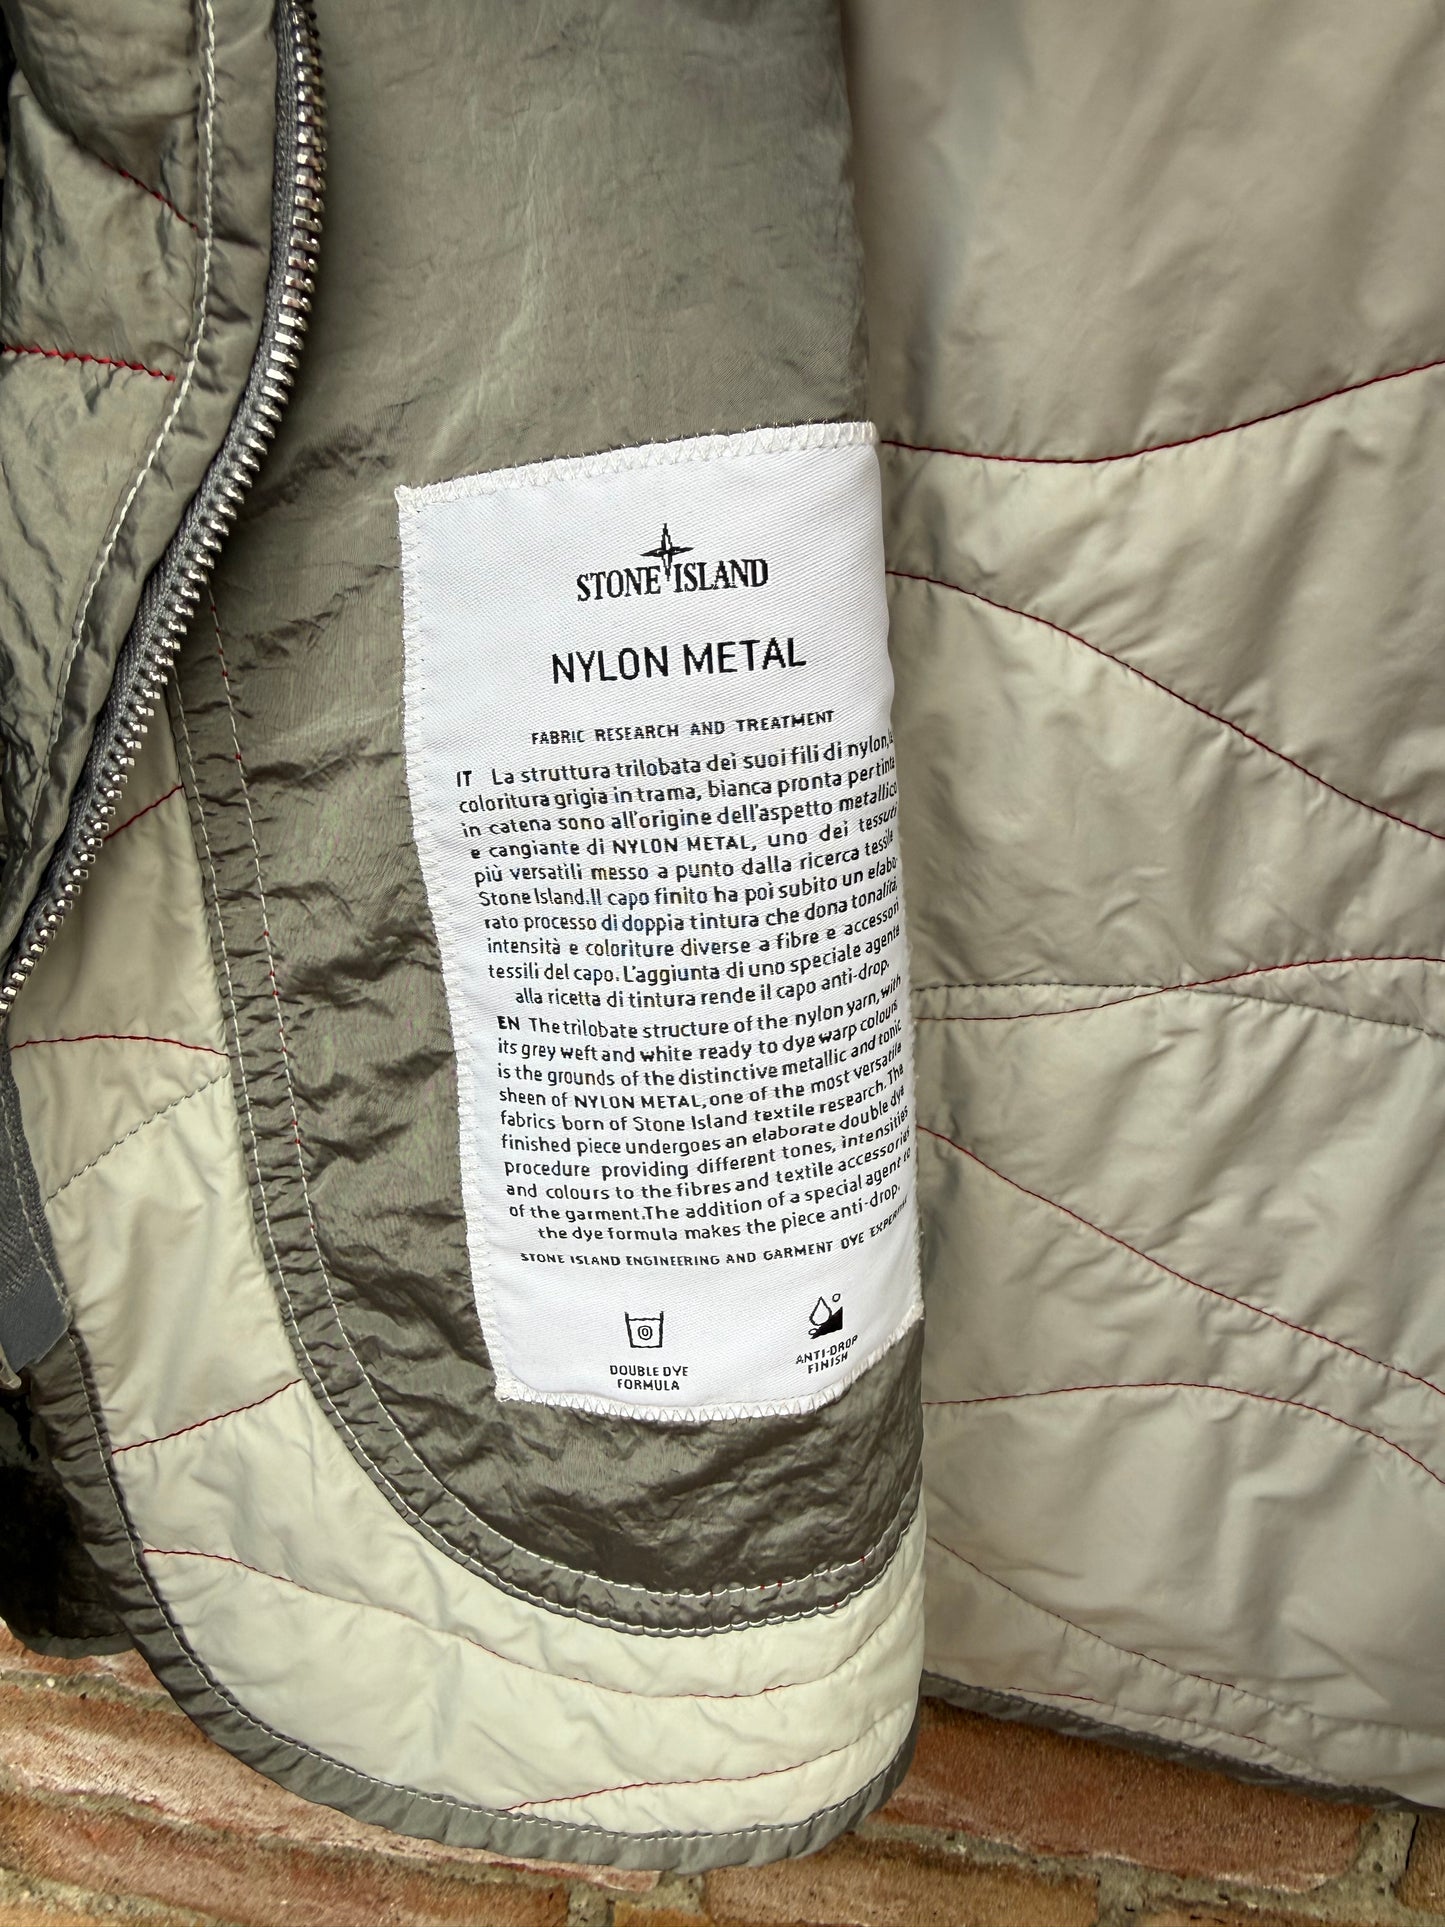 STONE ISLAND
NYLON METAL
FABRIC RESEARCH AND TREATMENT
IT La struttura trilobata dei suoi fili di nylon, la
coloritura grigia in trama, bianca pronta per tinta
in catena sono all'origine dell'aspetto metallico
e cangiante di NYLON METAL, uno dei tessuti
più versatili messo a punto dalla ricerca tessile
Stone Island. Il capo finito ha poi subito un elabo-
rato processo di doppia tintura che dona tonalità,
intensità e coloriture diverse a fibre e accessori
tessili del capo. L'aggiunta di uno speciale agente
alla ricetta di tintura rende il capo anti-drop.
EN The trilobate structure of the nylon yarn, with
its grey weft and white ready to dye warp colours
is the grounds of the distinctive metallic and tonic
sheen of NYLON METAL, one of the most versatile
fabrics born of Stone Island textile research. The
finished piece undergoes an elaborate double dye
procedure providing different tones, intensities
and colours to the fibres and textile accessories
of the garment. The addition of a special agent to
the dye formula makes the piece anti-drop.
STONE ISLAND ENGINEERING AND GARMENT DYE
DOUBLE DYE
FORMULA
ANTI-DROP
FINISH